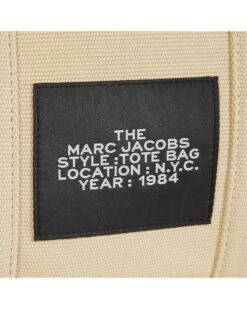 THE
MARC JACOBS
STYLE :TOTE BAG
LOCATION : N.Y.C.
YEAR : 1984